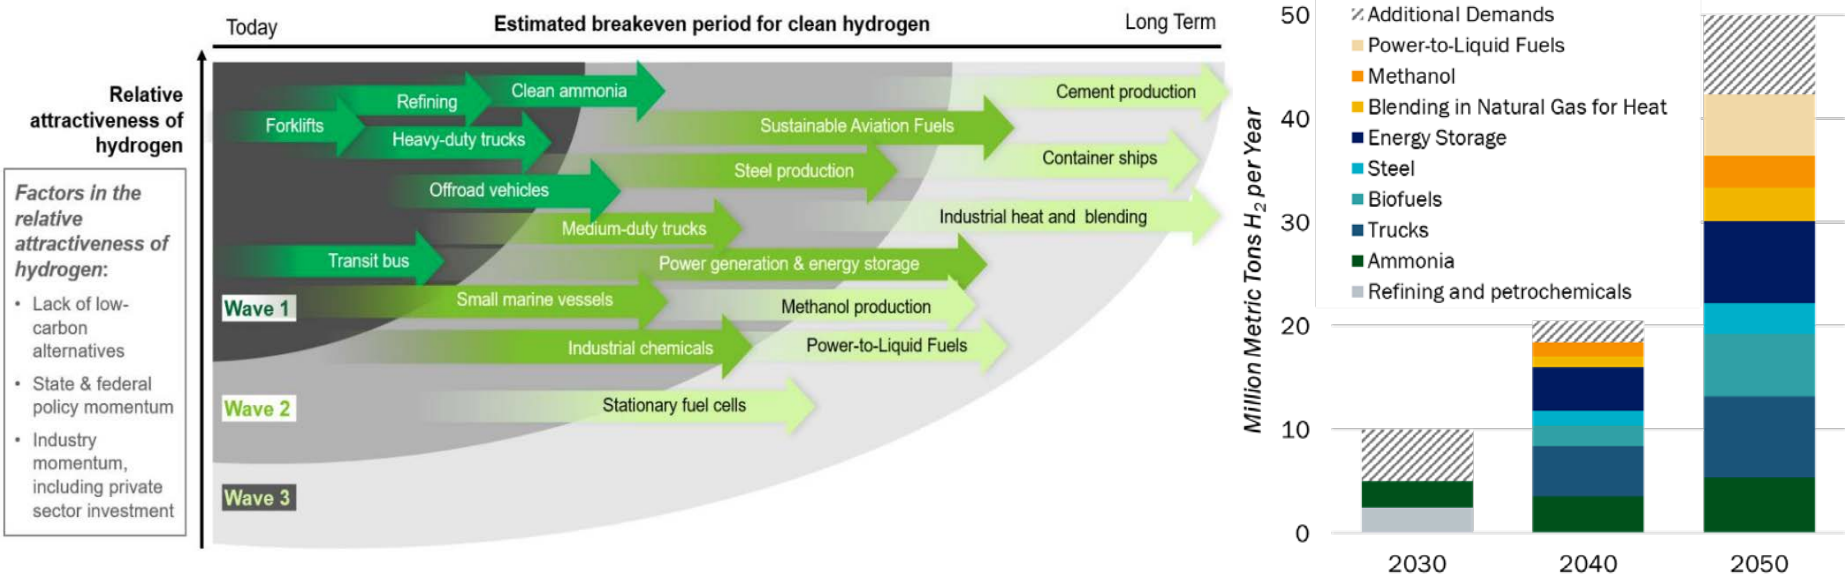 Today
Estimated breakeven period for clean hydrogen
Long Term
Relative
attractiveness of
hydrogen
Factors in the
relative
attractiveness of
hydrogen:
• Lack of low-
carbon
alternatives
• State & federal
policy momentum
• Industry
momentum,
including private
sector investment
Clean ammonia
Cement production
Refining
Forklifts
Sustainable Aviation Fuels
Heavy-duty trucks
Container ships
Steel production
Offroad vehicles
Industrial heat and blending
Medium-duty trucks
Transit bus
Power generation & energy storage
Small marine vessels
Wave 1
Methanol production
Industrial chemicals
Power-to-Liquid Fuels
Wave 2
Stationary fuel cells
Wave 3
Million Metric Tons H2 per Year
50
40
30
20
10
0
Additional Demands
Power-to-Liquid Fuels
Methanol
Blending in Natural Gas for Heat
Energy Storage
Steel
Biofuels
Trucks
Ammonia
Refining and petrochemicals
2030
2040
2050